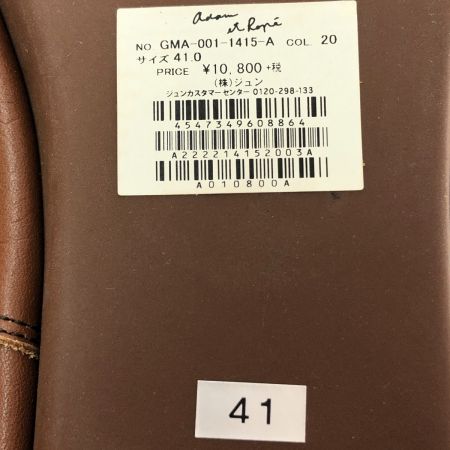 Adam
et Ropé
NO GMA-001-1415-A COL. 20
サイズ 41.0
PRICE ¥10,800 +税
(株)ジュン
ジュンカスタマーセンター 0120-298-133
4547349608864
A222214152003A
A010800A
41